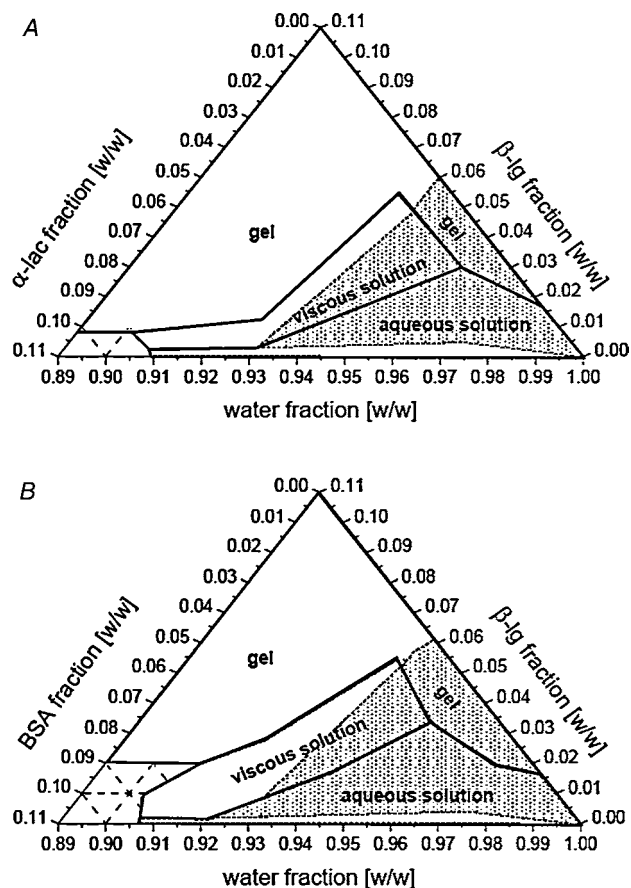 A
0.00 0.11
0.01 0.10
0.02 0.09
0.03 0.08
0.04 0.07
0.05 0.06
0.06 0.05
0.07 0.04
0.08 0.03
0.09 0.02
0.10 0.01
0.11 0.00
α-lac fraction [w/w]
β-lg fraction [w/w]
gel
gel
viscous solution
aqueous solution
0.89 0.90 0.91 0.92 0.93 0.94 0.95 0.96 0.97 0.98 0.99 1.00
water fraction [w/w]
B
0.00 0.11
0.01 0.10
0.02 0.09
0.03 0.08
0.04 0.07
0.05 0.06
0.06 0.05
0.07 0.04
0.08 0.03
0.09 0.02
0.10 0.01
0.11 0.00
BSA fraction [w/w]
β-lg fraction [w/w]
gel
gel
viscous solution
aqueous solution
0.89 0.90 0.91 0.92 0.93 0.94 0.95 0.96 0.97 0.98 0.99 1.00
water fraction [w/w]